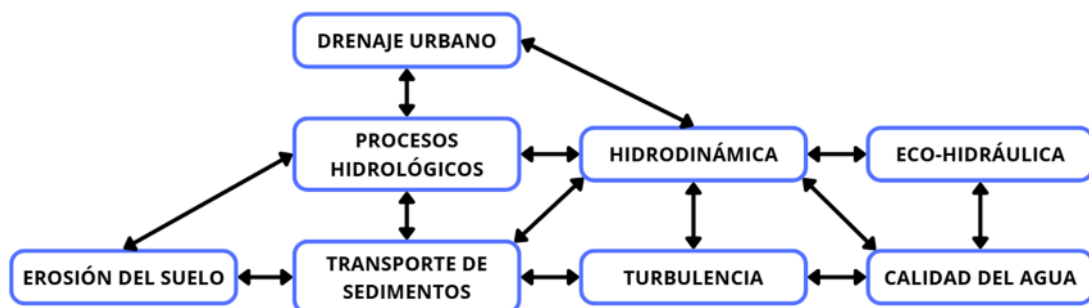 DRENAJE URBANO
PROCESOS
HIDROLÓGICOS
HIDRODINÁMICA
ECO-HIDRÁULICA
EROSIÓN DEL SUELO
TRANSPORTE DE
SEDIMENTOS
TURBULENCIA
CALIDAD DEL AGUA